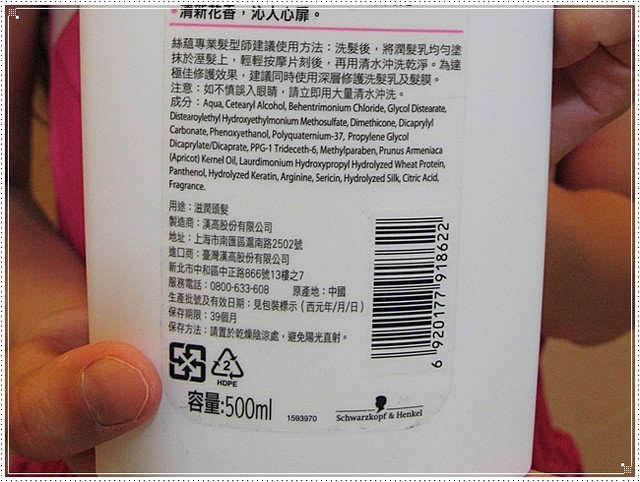 ・清新花香，沁人心扉。
絲蘊專業髮型師建議使用方法：洗髮後，將潤髮乳均勻塗
抹於溼髮上，輕輕按摩片刻後，再用清水沖洗乾淨。為達
極佳修護效果，建議同時使用深層修護洗髮乳及髮膜。
注意：如不慎誤入眼睛，請立即用大量清水沖洗。
成分：Aqua, Cetearyl Alcohol, Behentrimonium Chloride, Glycol Distearate,
Distearoylethyl Hydroxyethylmonium Methosulfate, Dimethicone, Dicaprylyl
Carbonate, Phenoxyethanol, Polyquaternium-37, Propylene Glycol
Dicaprylate/Dicaprate, PPG-1 Trideceth-6, Methylparaben, Prunus Armeniaca
(Apricot) Kernel Oil, Laurdimonium Hydroxypropyl Hydrolyzed Wheat Protein,
Panthenol, Hydrolyzed Keratin, Arginine, Sericin, Hydrolyzed Silk, Citric Acid,
Fragrance.
用途：滋潤頭髮
製造商：漢高股份有限公司
地址：上海市南匯區滬南路2502號
進口商：臺灣漢高股份有限公司
新北市中和區中正路866號13樓之7
服務電話：0800-633-608 原產地：中國
生產批號及有效日期：見包裝標示（西元年/月/日）
保存期限：39個月
保存方法：請置於乾燥陰涼處，避免陽光直射。
6 920177 918622
2
HDPE
容量:500ml
1593970
Schwarzkopf & Henkel